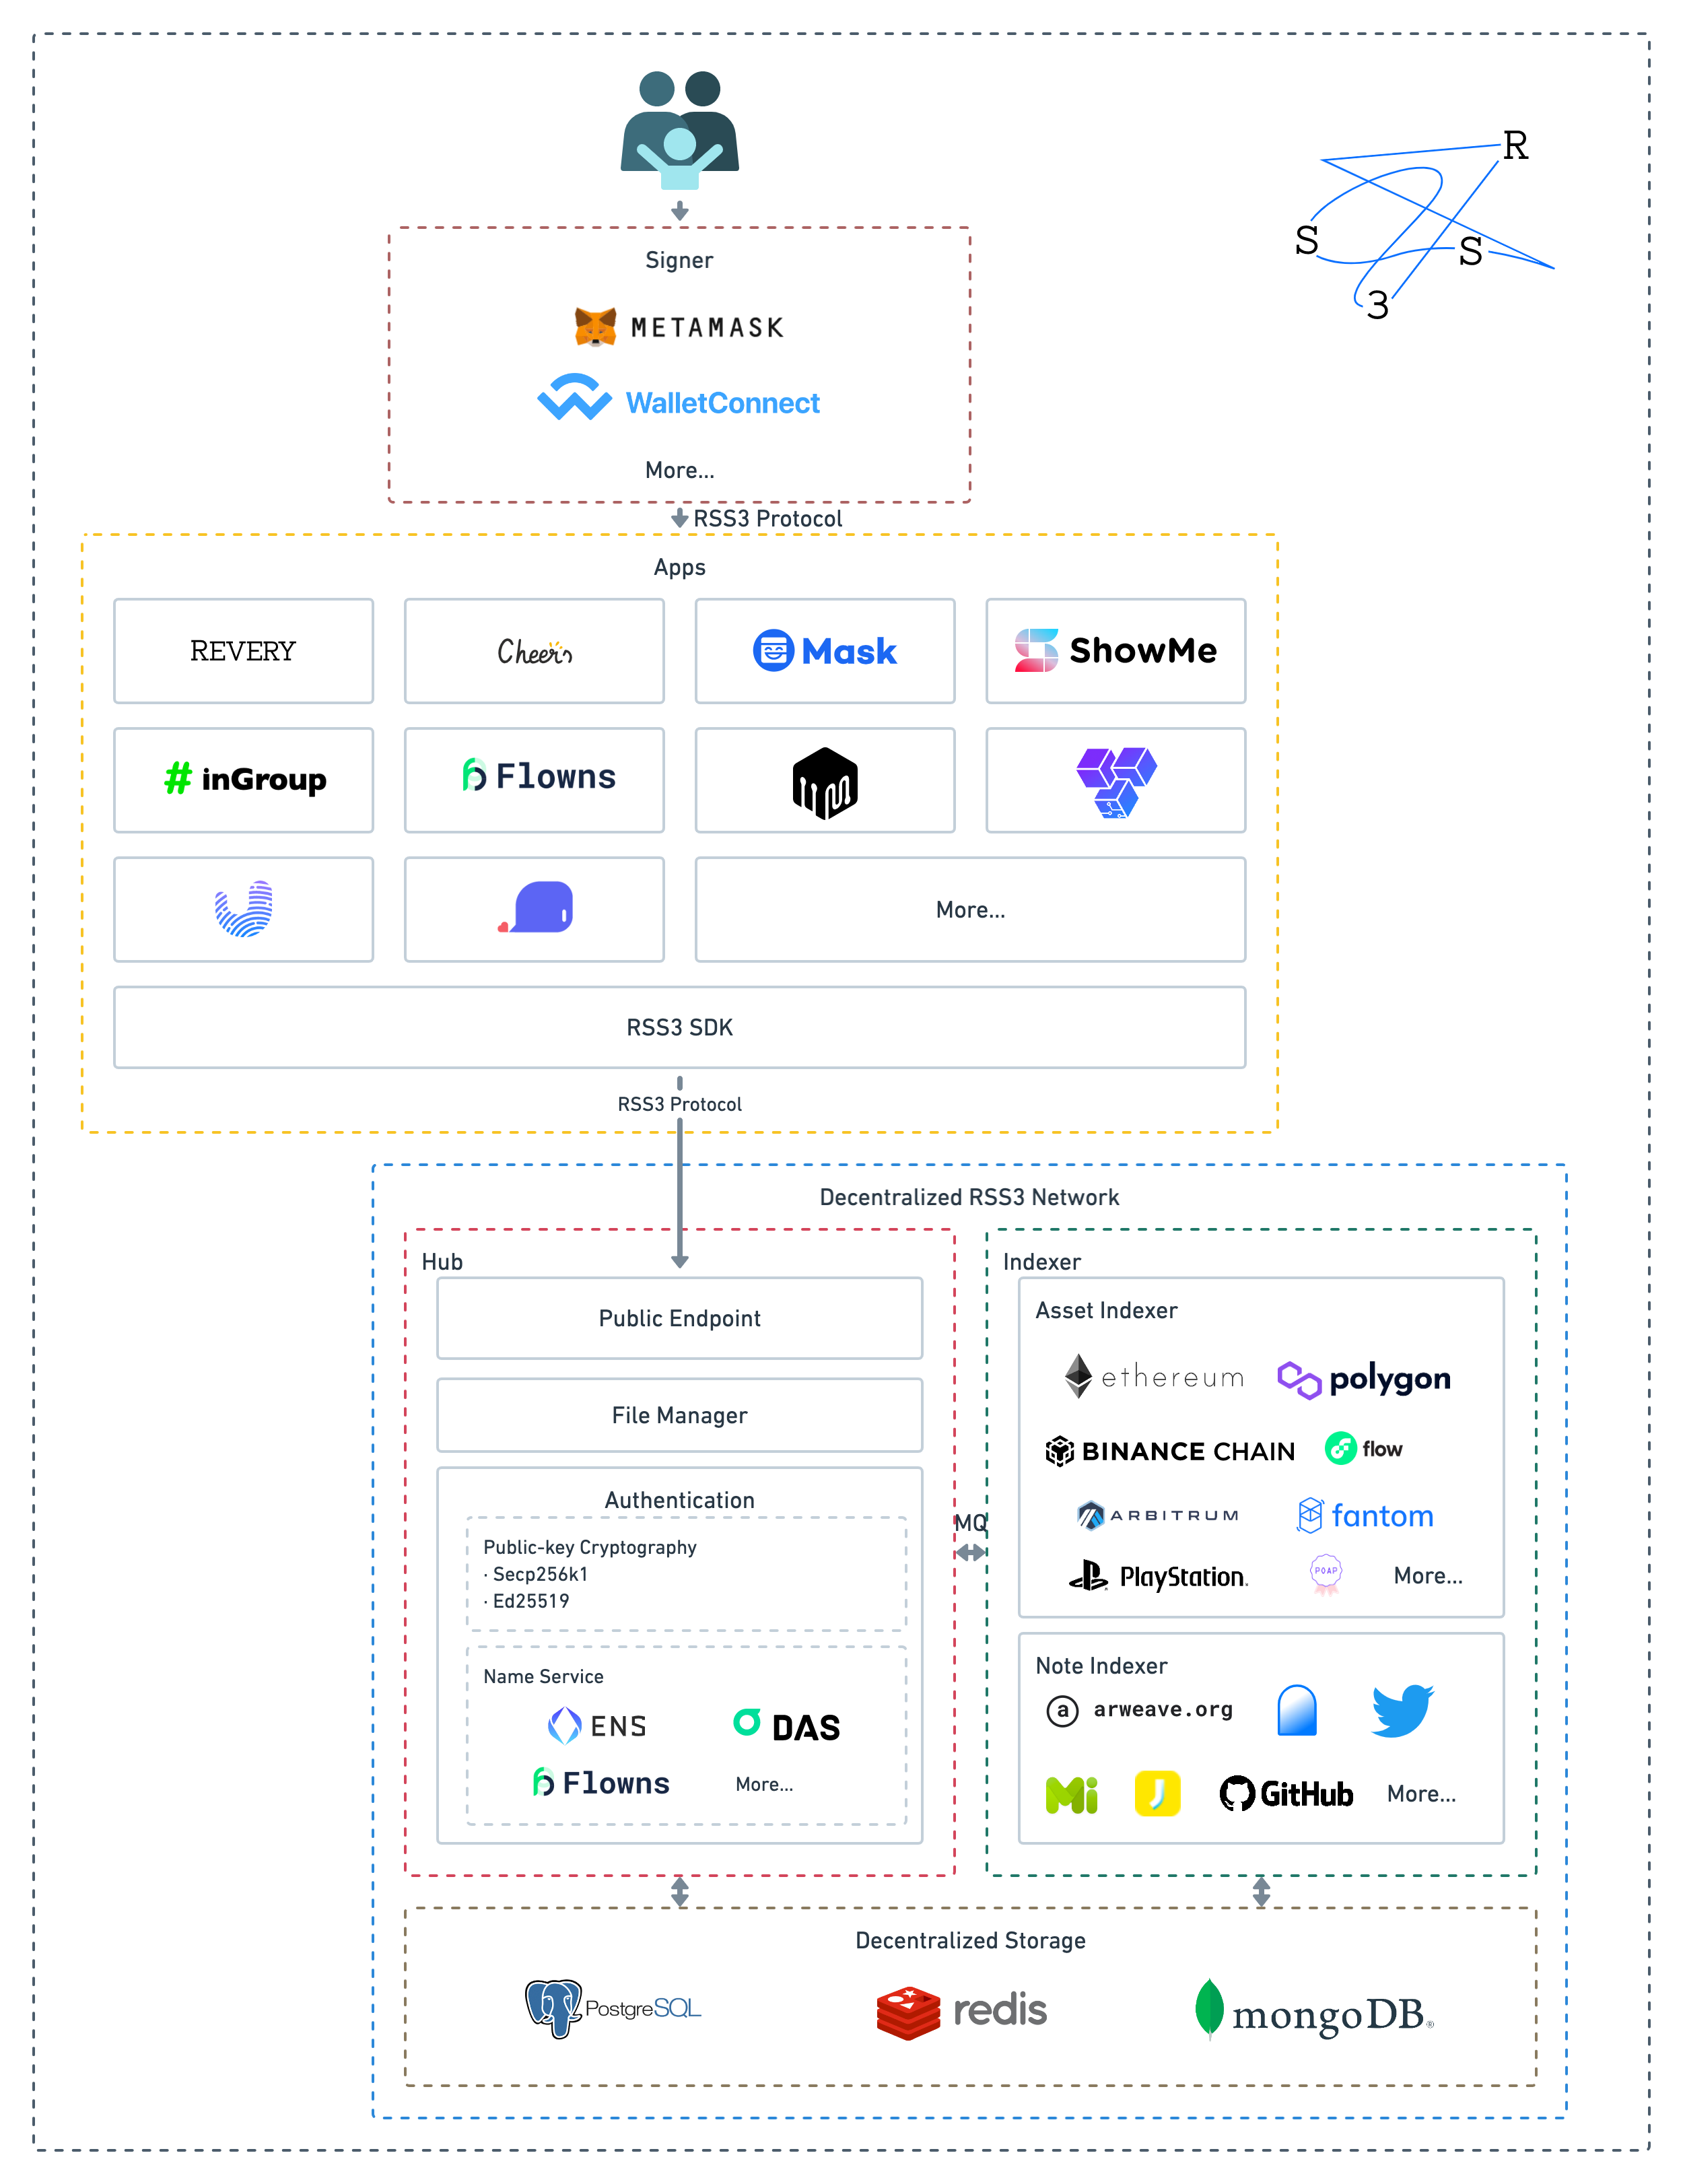 R
S
S
3
Signer
METAMASK
WalletConnect
More...
RSS3 Protocol
Apps
REVERY
Cheers
Mask
ShowMe
# inGroup
Flowns
More...
RSS3 SDK
RSS3 Protocol
Decentralized RSS3 Network
Hub
Public Endpoint
File Manager
Authentication
Public-key Cryptography
· Secp256k1
· Ed25519
Name Service
ENS
DAS
Flowns
More...
MQ
Indexer
Asset Indexer
ethereum
polygon
BINANCE CHAIN
flow
ARBITRUM
fantom
PlayStation.
POAP
More...
Note Indexer
a arweave.org
Mi
J
GitHub
More...
Decentralized Storage
PostgreSQL
redis
mongoDB®